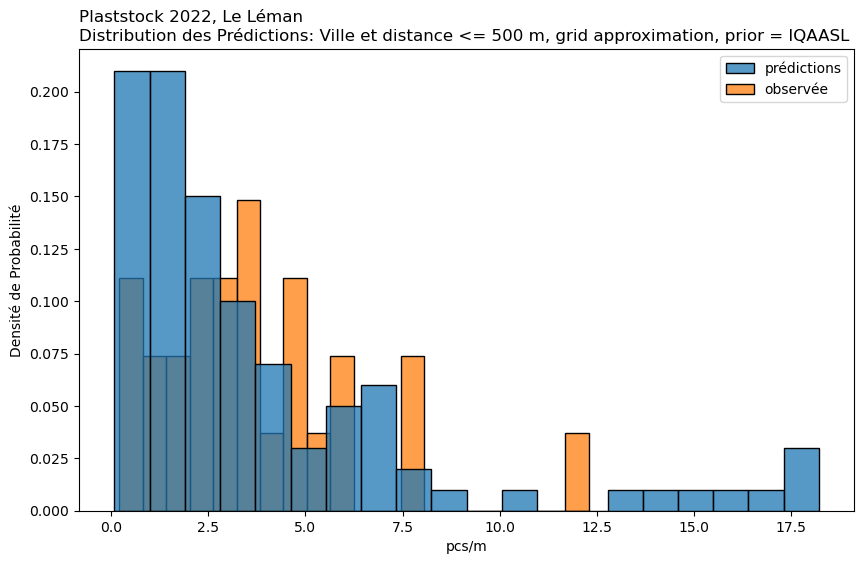 Plaststock 2022, Le Léman
Distribution des Prédictions: Ville et distance <= 500 m, grid approximation, prior = IQAASL
prédictions
observée
Densité de Probabilité
0.200
0.175
0.150
0.125
0.100
0.075
0.050
0.025
0.000
0.0 2.5 5.0 7.5 10.0 12.5 15.0 17.5
pcs/m